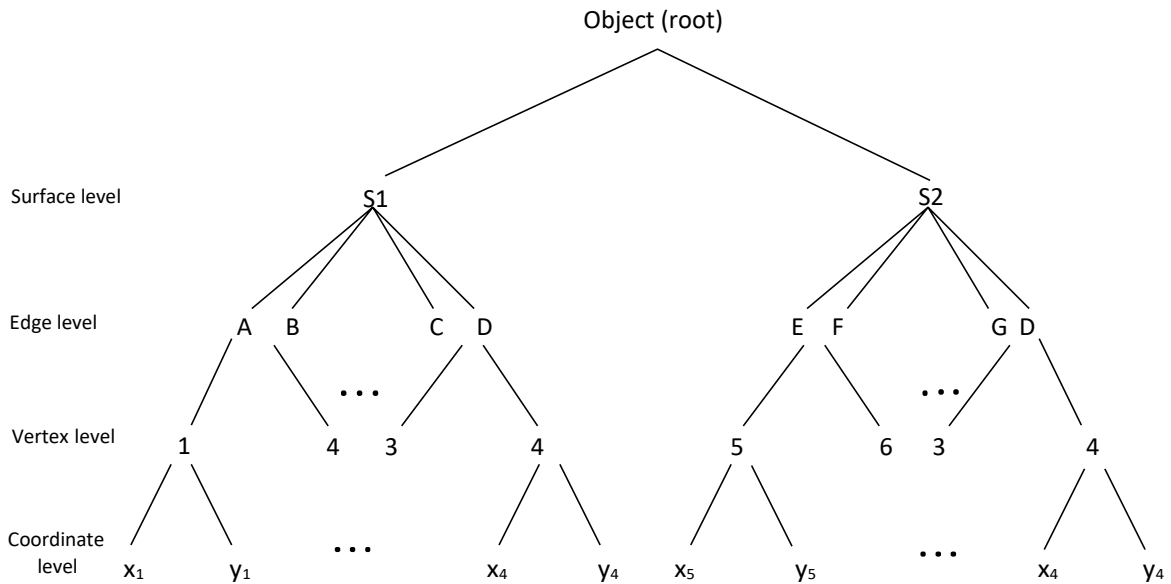 Object (root)
Surface level S1 S2
Edge level A B C D E F G D
... ...
Vertex level 1 4 3 4 5 6 3 4
Coordinate
level
x₁ y₁ ... x₄ y₄ x₅ y₅ ... x₄ y₄